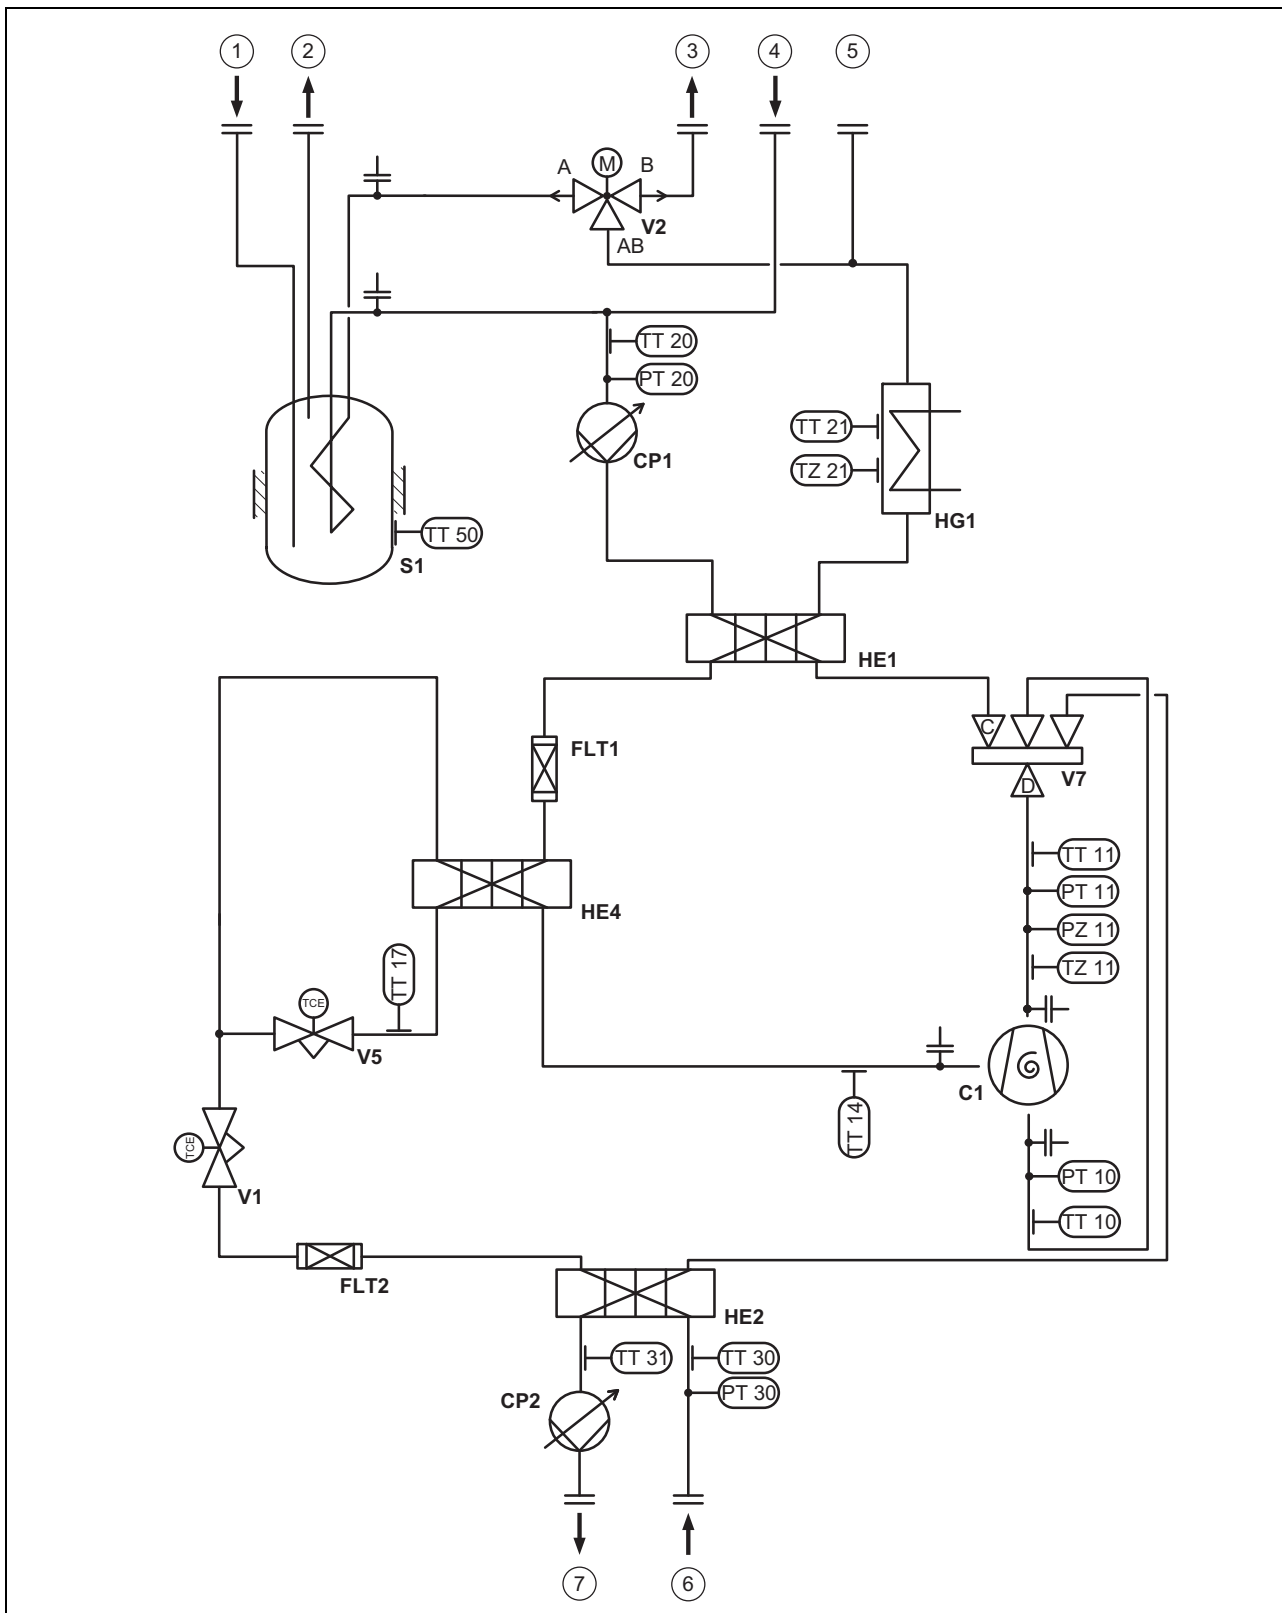 1
2
3
4
5
A
M
B
V2
AB
TT 20
PT 20
CP1
TT 21
TZ 21
HG1
TT 50
S1
HE1
FLT1
C
V7
D
TT 11
HE4
PT 11
PZ 11
TT 17
TZ 11
TCE
V5
C1
TT 14
TCE
V1
PT 10
TT 10
FLT2
HE2
TT 31
TT 30
CP2
PT 30
7
6